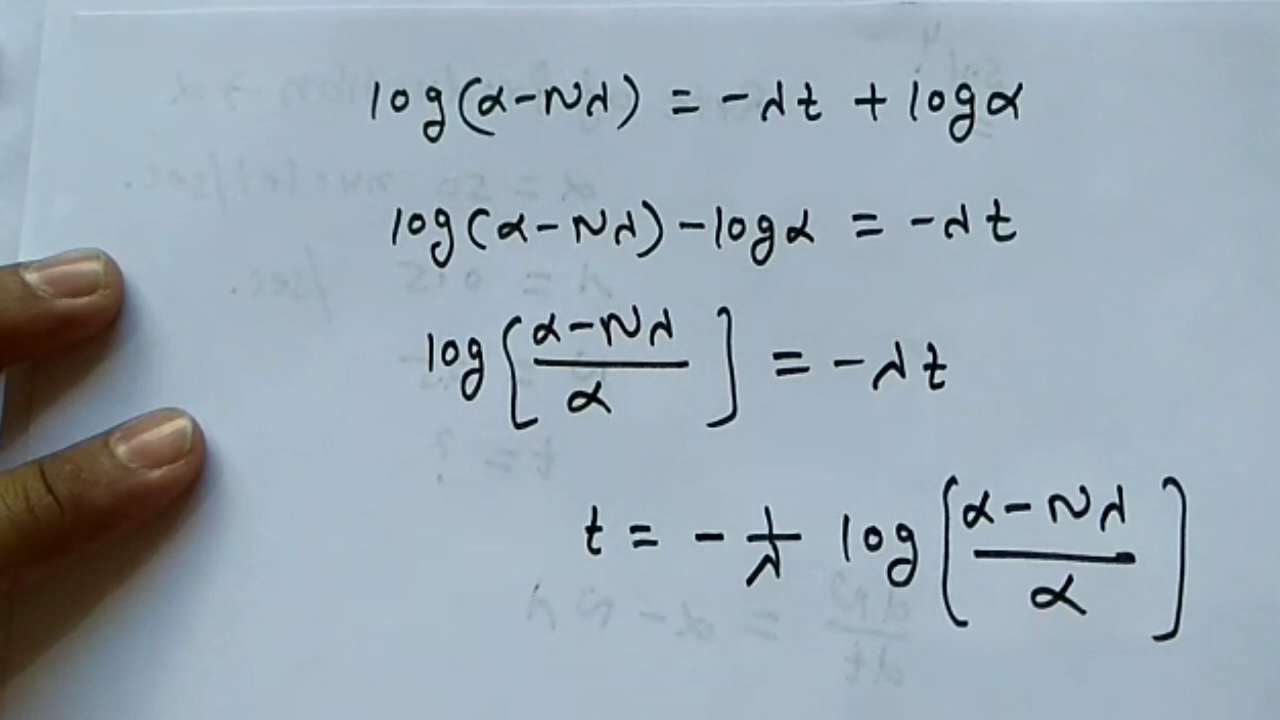 log(α-Nλ) = -λt + logα
log(α-Nλ)-logα = -λt
log[(α-Nλ)/α] = -λt
t = -1/λ log[(α-Nλ)/α]